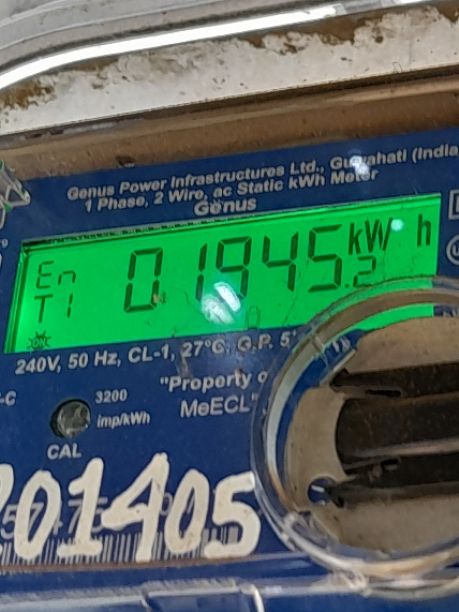 Genus Power Infrastructures Ltd., Guwahati (India
1 Phase, 2 Wire, ac Static kWh Meter
Genus
En 01945.2 kW h
T1
ON
240V, 50 Hz, CL-1, 27°C, G.P. 5
"Property o
3200
MeECL"
imp/kWh
CAL
201405